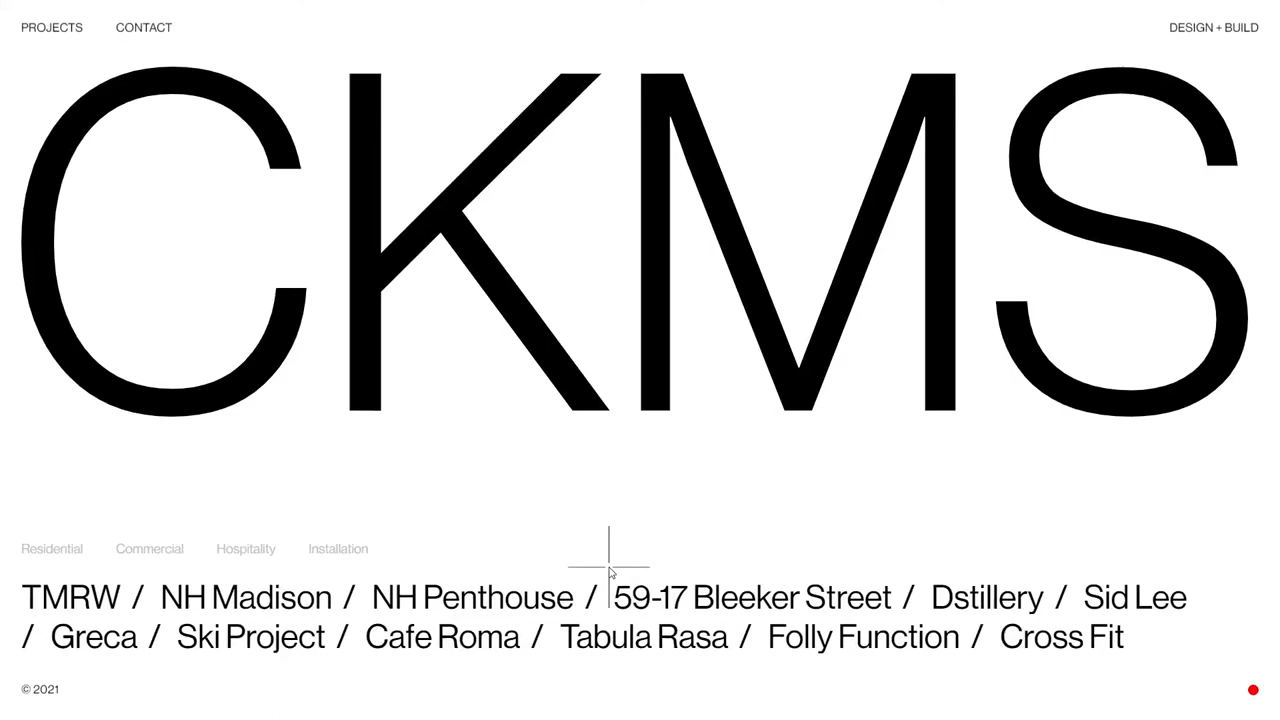 PROJECTS CONTACT DESIGN + BUILD
CKMS
Residential Commercial Hospitality Installation
TMRW / NH Madison / NH Penthouse / 59-17 Bleeker Street / Dstillery / Sid Lee
/ Greca / Ski Project / Cafe Roma / Tabula Rasa / Folly Function / Cross Fit
© 2021